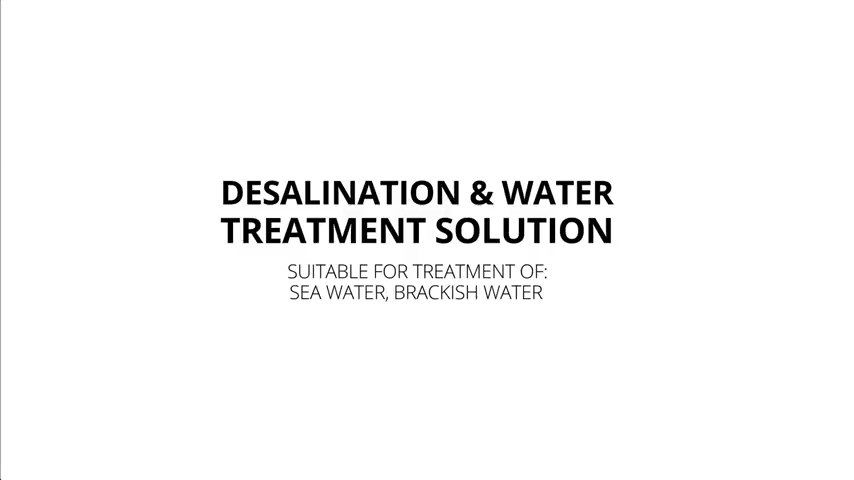 DESALINATION & WATER
TREATMENT SOLUTION
SUITABLE FOR TREATMENT OF:
SEA WATER, BRACKISH WATER